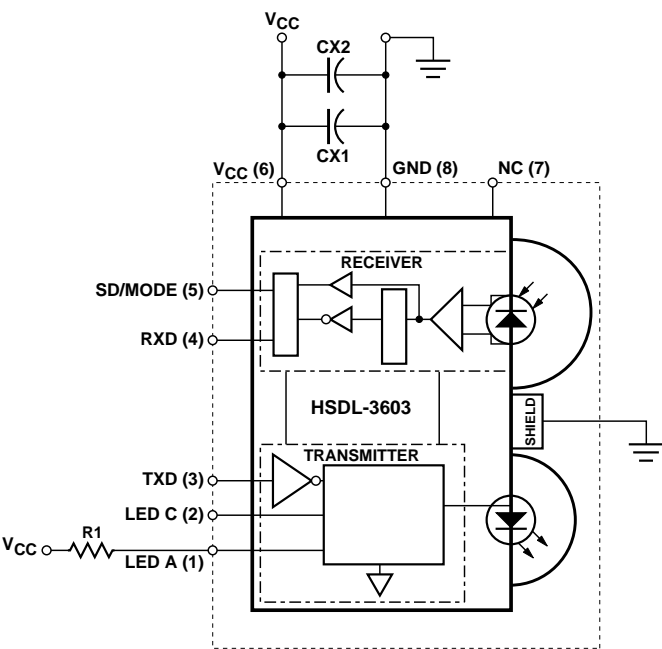 VCC
CX2
CX1
VCC (6)
GND (8)
NC (7)
RECEIVER
SD/MODE (5)
RXD (4)
HSDL-3603
SHIELD
TRANSMITTER
TXD (3)
LED C (2)
R1
VCC
LED A (1)